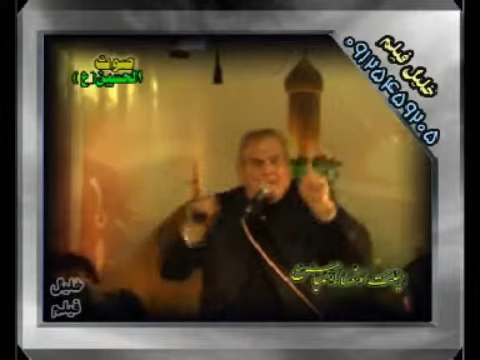 صوت
الحسین(ع)
خلیل فیلم
۰۹۱۲۵۴۵۹۲۰۵
خلیل
فیلم